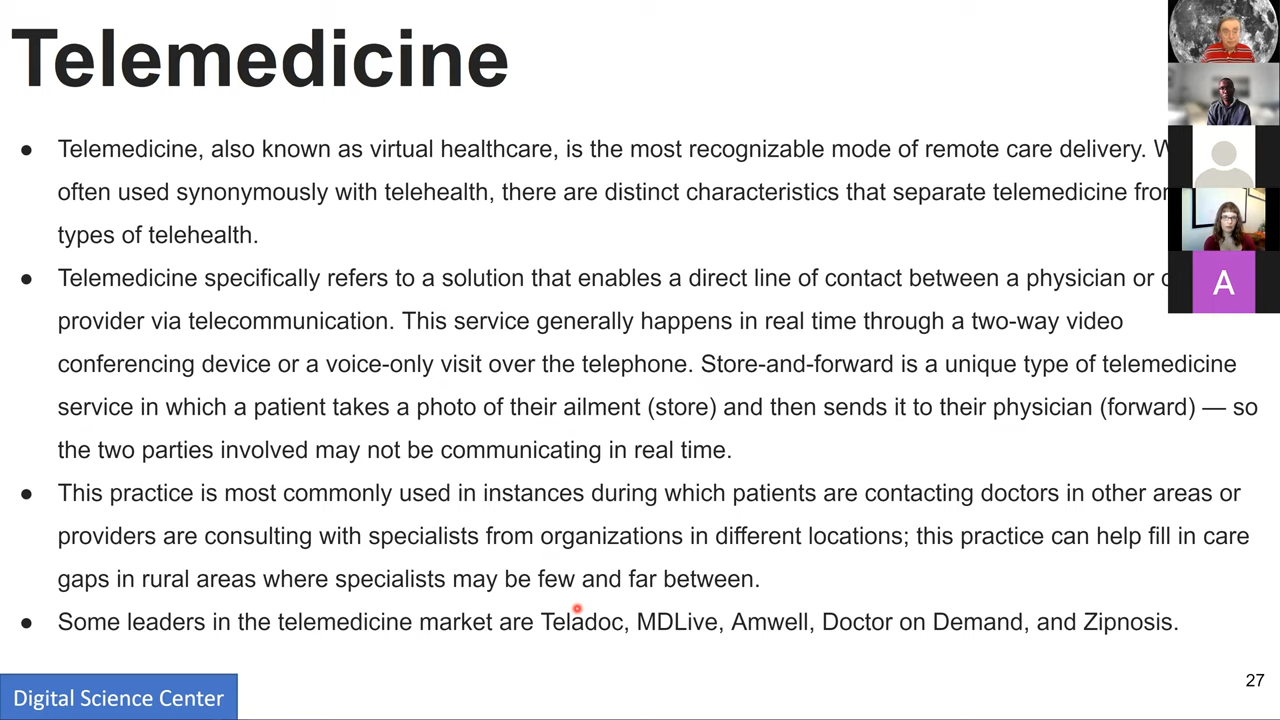 Telemedicine
● Telemedicine, also known as virtual healthcare, is the most recognizable mode of remote care delivery.
often used synonymously with telehealth, there are distinct characteristics that separate telemedicine
types of telehealth.
● Telemedicine specifically refers to a solution that enables a direct line of contact between a physician or
provider via telecommunication. This service generally happens in real time through a two-way video
conferencing device or a voice-only visit over the telephone. Store-and-forward is a unique type of telemedicine
service in which a patient takes a photo of their ailment (store) and then sends it to their physician (forward) — so
the two parties involved may not be communicating in real time.
● This practice is most commonly used in instances during which patients are contacting doctors in other areas or
providers are consulting with specialists from organizations in different locations; this practice can help fill in care
gaps in rural areas where specialists may be few and far between.
● Some leaders in the telemedicine market are Teladoc, MDLive, Amwell, Doctor on Demand, and Zipnosis.
A
27
Digital Science Center